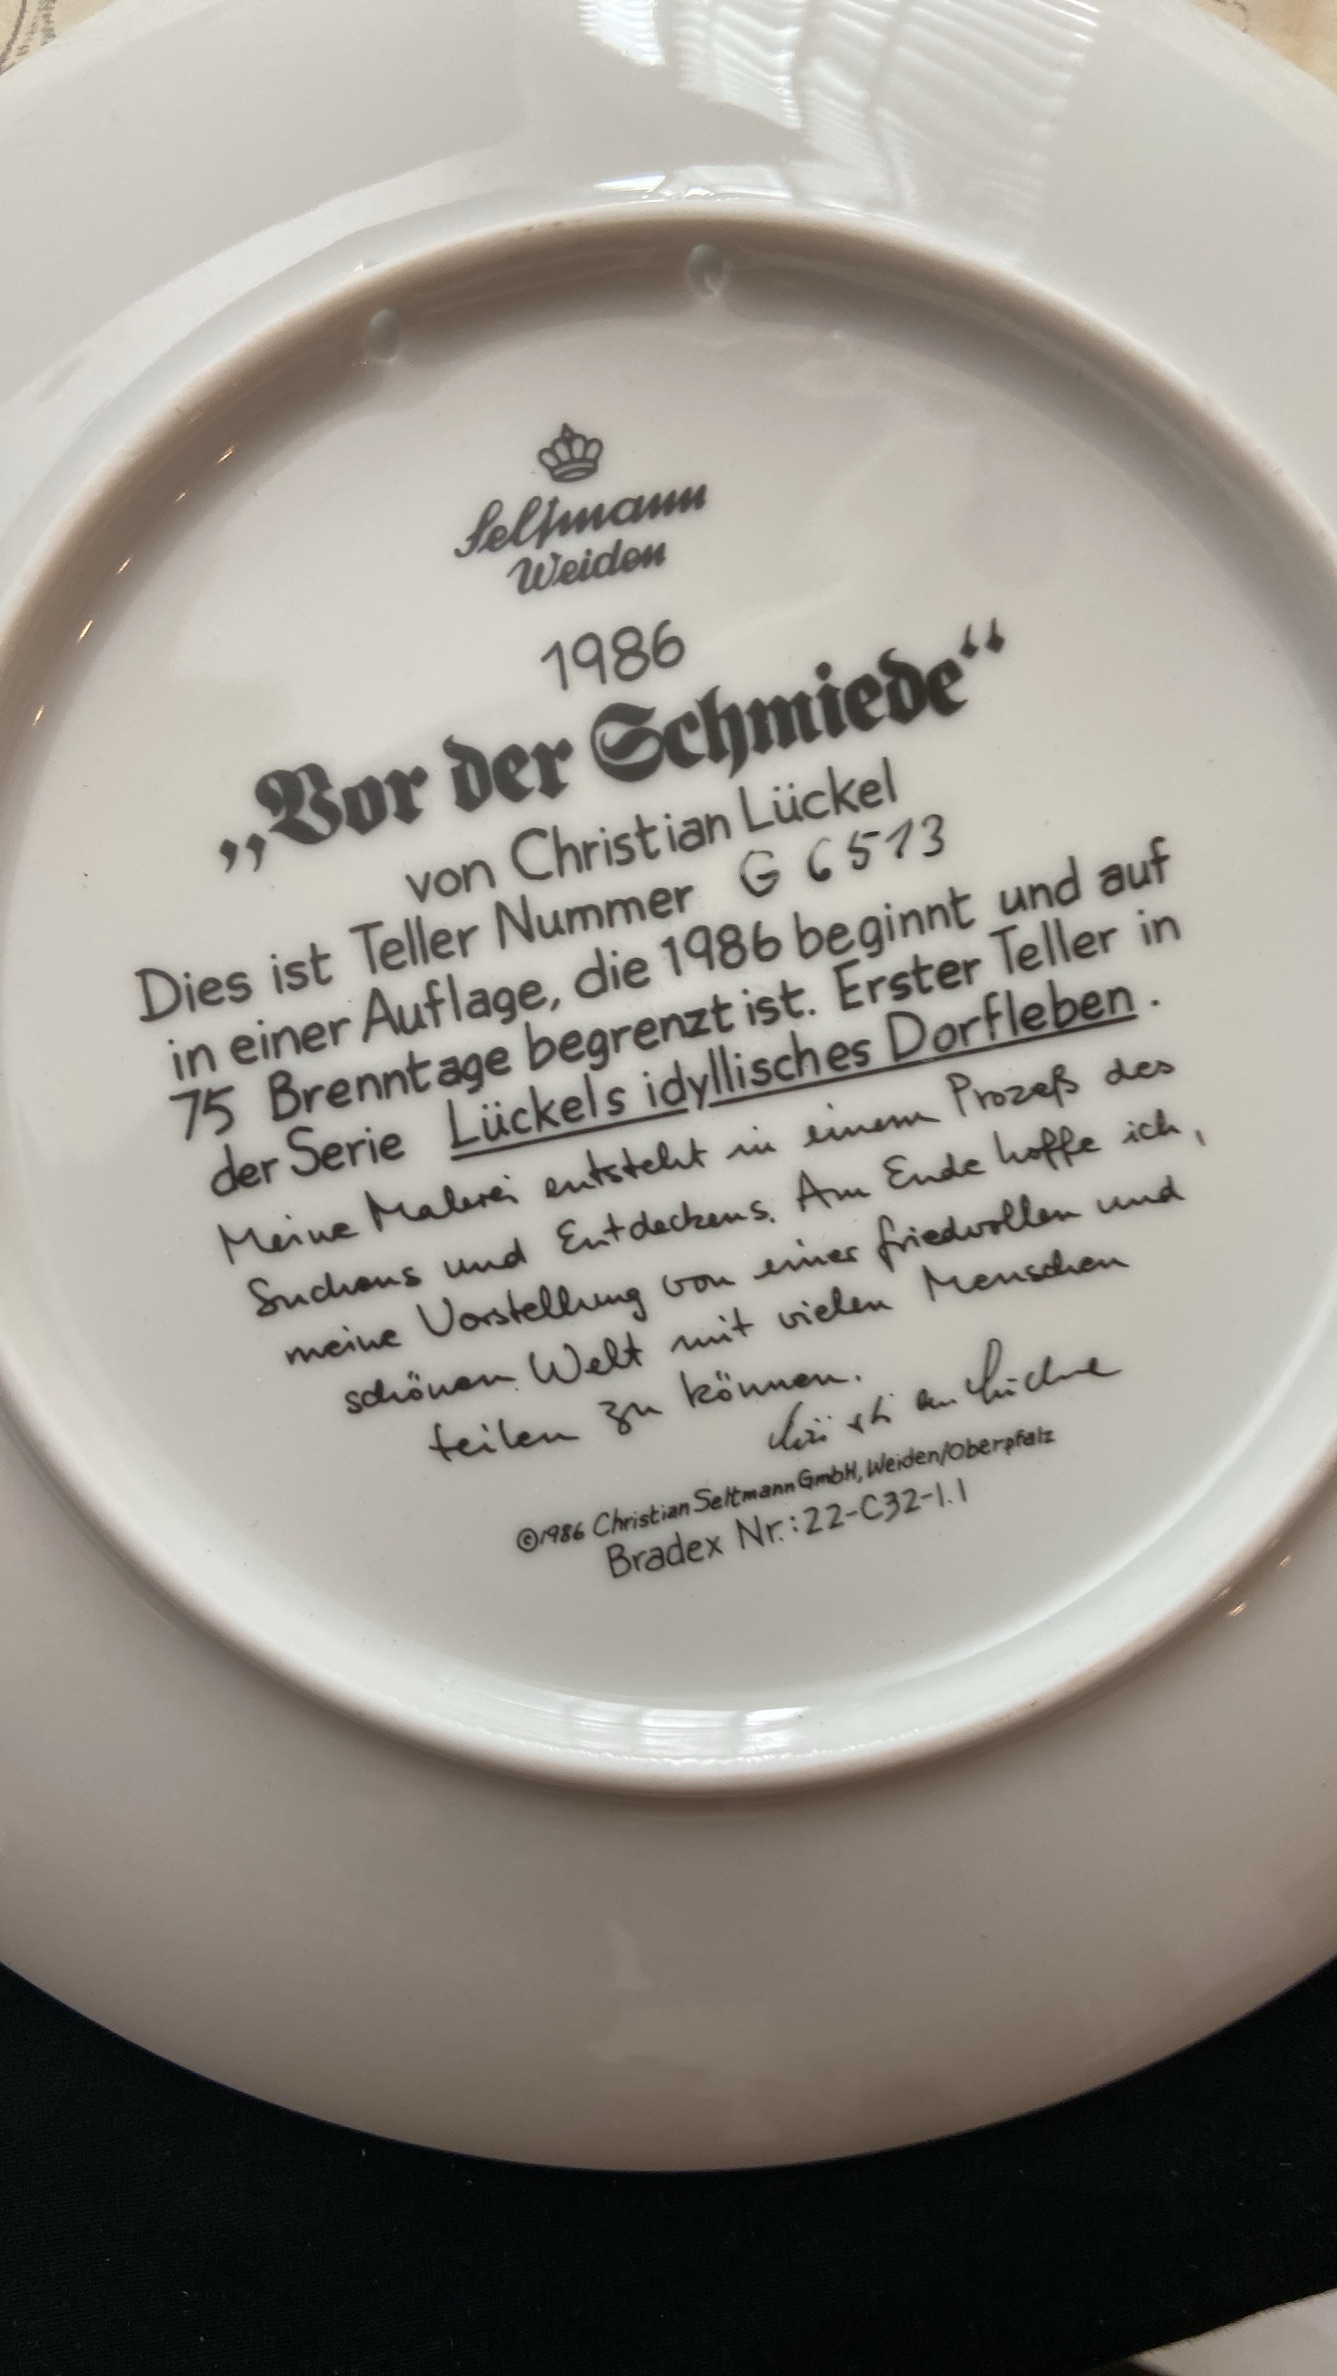 Seltmann
Weiden
1986
„Vor der Schmiede“
von Christian Lückel
Dies ist Teller Nummer G 6513
in einer Auflage, die 1986 beginnt und auf
75 Brenntage begrenzt ist. Erster Teller in
der Serie Lückels idyllisches Dorfleben.
Meine Malerei entsteht in einem Prozeß des
Suchens und Entdeckens. Am Ende hoffe ich,
meine Vorstellung von einer friedvollen und
schönen Welt mit vielen Menschen
teilen zu können.
Christian Lückel
©1986 Christian Seltmann GmbH, Weiden/Oberpfalz
Bradex Nr.: 22-C32-1.1